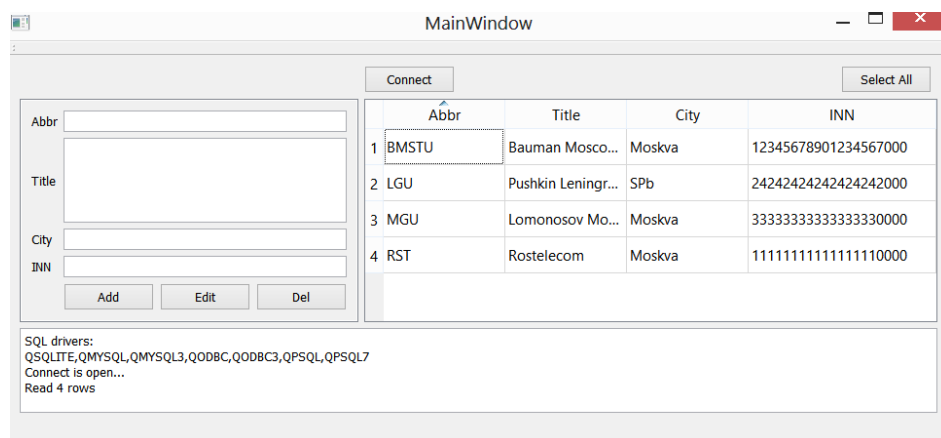 MainWindow
Connect
Select All
Abbr
Title
City
INN
Add Edit Del
Abbr Title City INN
1 BMSTU Bauman Mosco... Moskva 12345678901234567000
2 LGU Pushkin Leningr... SPb 24242424242424242000
3 MGU Lomonosov Mo... Moskva 33333333333333330000
4 RST Rostelecom Moskva 11111111111111110000
SQL drivers:
QSQLITE,QMYSQL,QMYSQL3,QODBC,QODBC3,QPSQL,QPSQL7
Connect is open...
Read 4 rows